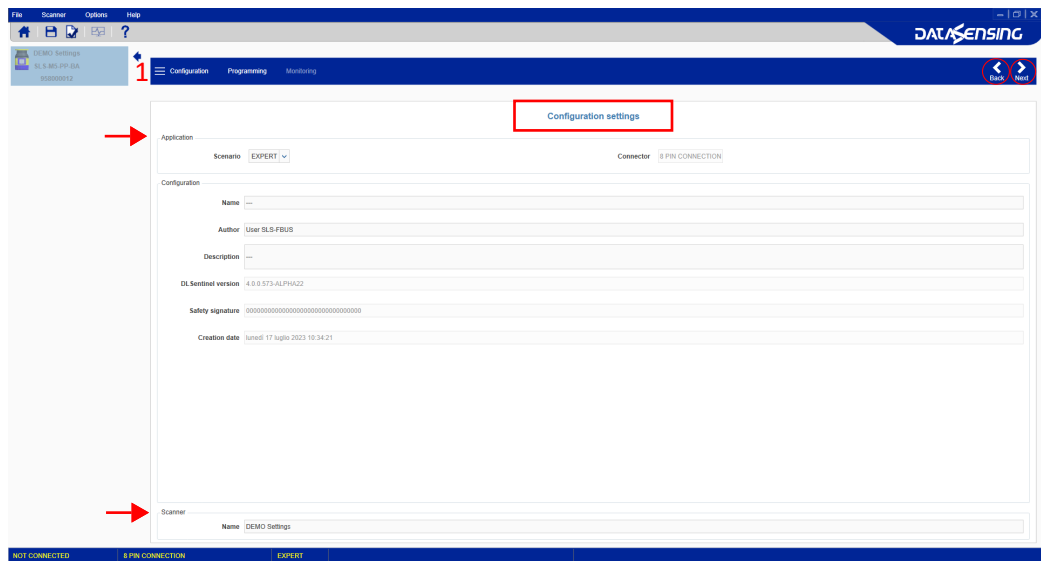 File Scanner Options Help
DATASENSING
DEMO Settings
SLS-M5-PP-DA
958000012
1
Configuration Programming Monitoring
Back Next
Configuration settings
Application
Scenario EXPERT Connector 8 PIN CONNECTION
Configuration
Name ---
Author User SLS-FBUS
Description ---
DLSentinel version 4.0.0.573-ALPHA22
Safety signature 00000000000000000000000000000000
Creation date lunedì 17 luglio 2023 10:34:21
Scanner
Name DEMO Settings
NOT CONNECTED 8 PIN CONNECTION EXPERT